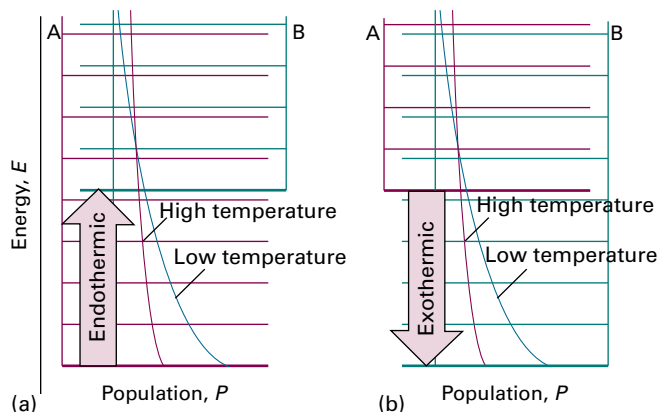 A
B
Energy, E
Endothermic
High temperature
Low temperature
(a)
Population, P
A
B
Exothermic
High temperature
Low temperature
Population, P
(b)